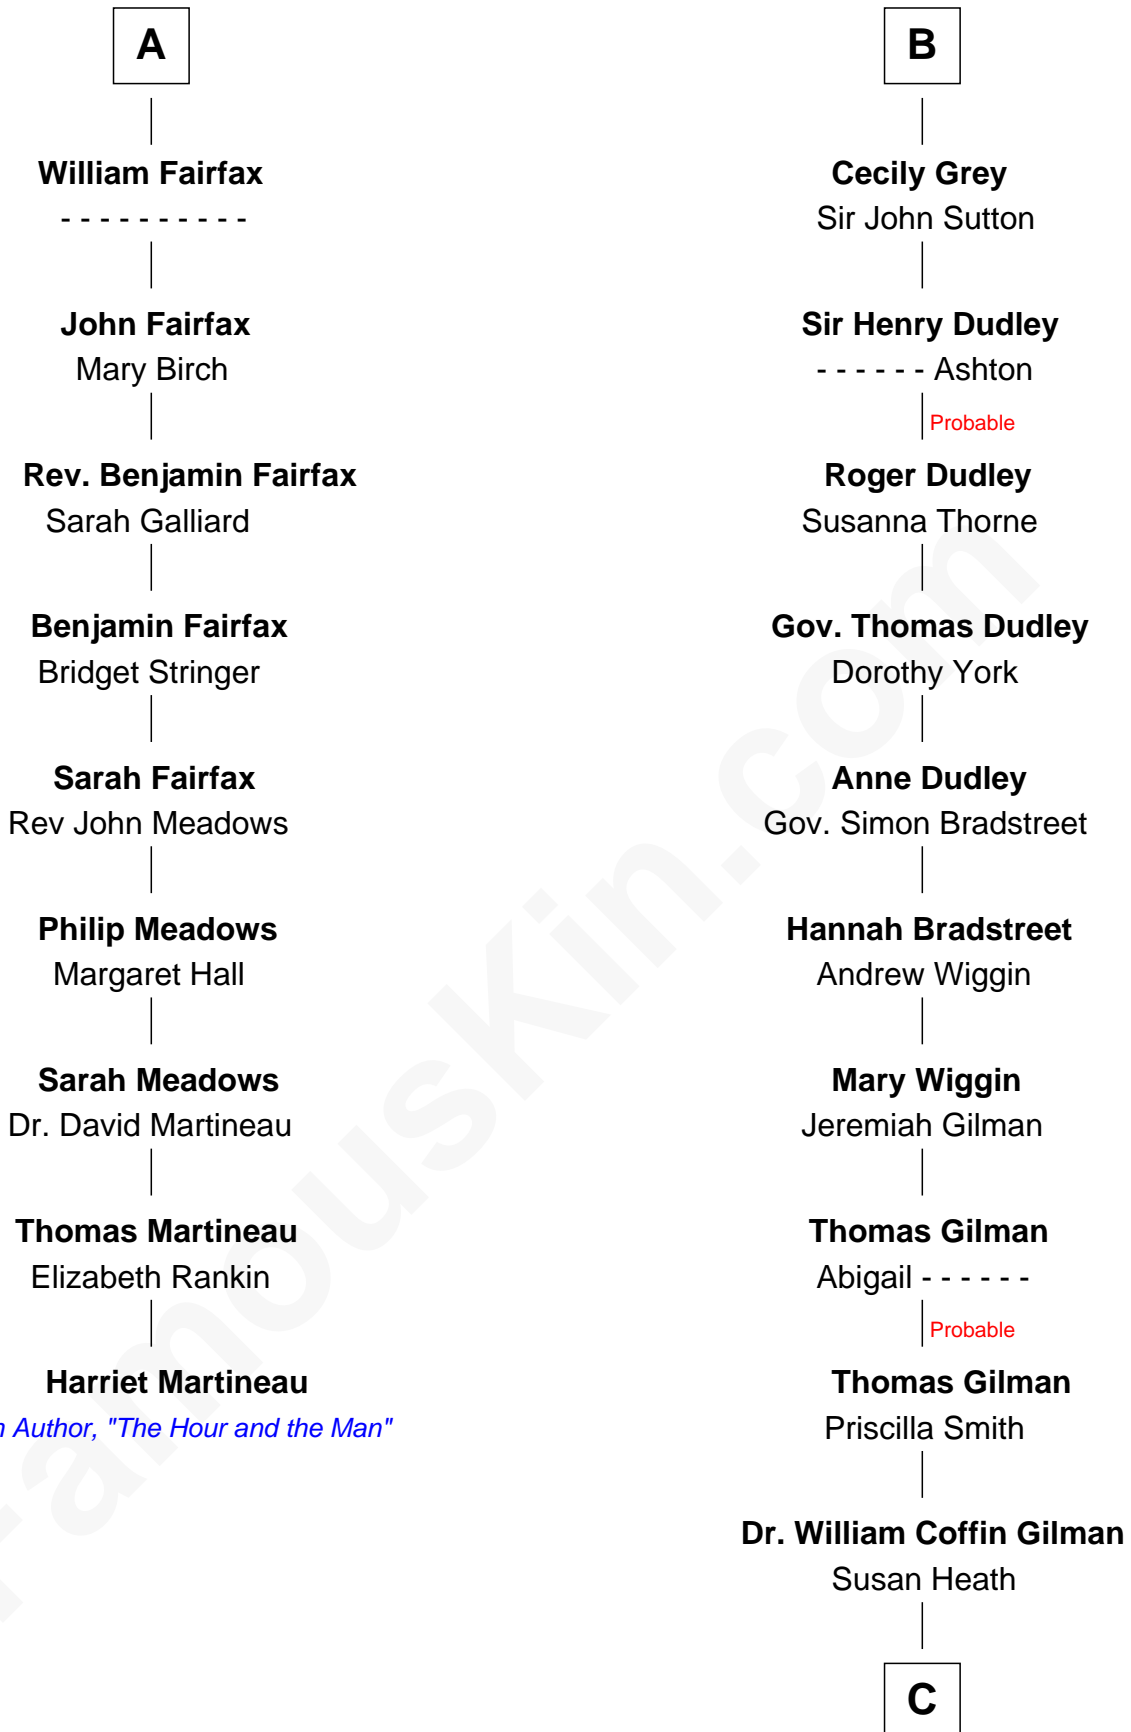 A
William Fairfax
- - - - - - - - - -
John Fairfax
Mary Birch
Rev. Benjamin Fairfax
Sarah Galliard
Benjamin Fairfax
Bridget Stringer
Sarah Fairfax
Rev John Meadows
Philip Meadows
Margaret Hall
Sarah Meadows
Dr. David Martineau
Thomas Martineau
Elizabeth Rankin
Harriet Martineau
Author, "The Hour and the Man"
B
Cecily Grey
Sir John Sutton
Sir Henry Dudley
- - - - - - Ashton
Probable
Roger Dudley
Susanna Thorne
Gov. Thomas Dudley
Dorothy York
Anne Dudley
Gov. Simon Bradstreet
Hannah Bradstreet
Andrew Wiggin
Mary Wiggin
Jeremiah Gilman
Thomas Gilman
Abigail - - - - - -
Probable
Thomas Gilman
Priscilla Smith
Dr. William Coffin Gilman
Susan Heath
C
FamousKin.com